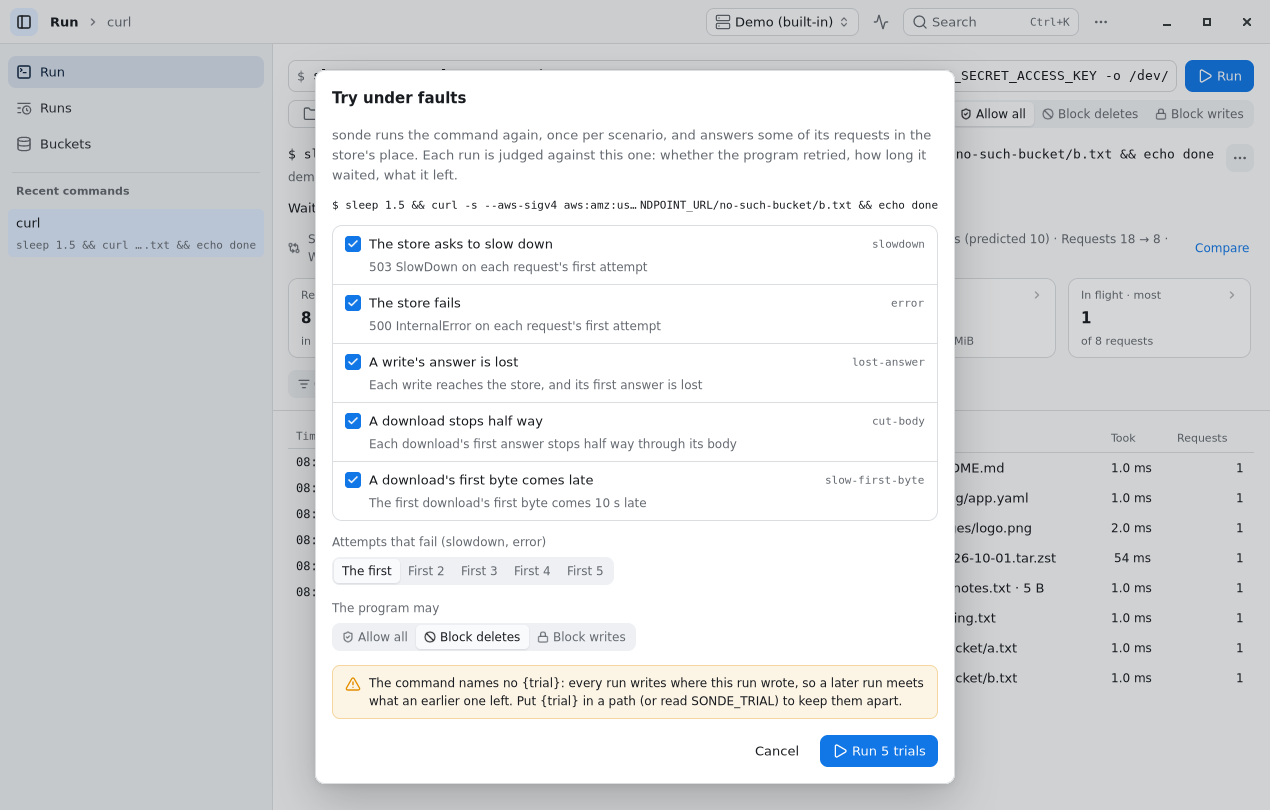 Run > curl
Demo (built-in)
Search Ctrl+K
Run
Runs
Buckets
Recent commands
curl
sleep 1.5 && curl ….txt && echo done
$
_SECRET_ACCESS_KEY -o /dev/
Run
Allow all Block deletes Block writes
no-such-bucket/b.txt && echo done
s (predicted 10) · Requests 18 → 8 ·
Compare
In flight · most
8
1
in
MiB
of 8 requests
Took Requests
OME.md 1.0 ms 1
g/app.yaml 1.0 ms 1
es/logo.png 2.0 ms 1
26-10-01.tar.zst 54 ms 1
notes.txt · 5 B 1.0 ms 1
ing.txt 1.0 ms 1
cket/a.txt 1.0 ms 1
cket/b.txt 1.0 ms 1
08:
08:
08:
08:
08:
08:
Try under faults
sonde runs the command again, once per scenario, and answers some of its requests in the
store's place. Each run is judged against this one: whether the program retried, how long it
waited, what it left.
$ sleep 1.5 && curl -s --aws-sigv4 aws:amz:us… NDPOINT_URL/no-such-bucket/b.txt && echo done
The store asks to slow down slowdown
503 SlowDown on each request's first attempt
The store fails error
500 InternalError on each request's first attempt
A write's answer is lost lost-answer
Each write reaches the store, and its first answer is lost
A download stops half way cut-body
Each download's first answer stops half way through its body
A download's first byte comes late slow-first-byte
The first download's first byte comes 10 s late
Attempts that fail (slowdown, error)
The first First 2 First 3 First 4 First 5
The program may
Allow all Block deletes Block writes
The command names no {trial}: every run writes where this run wrote, so a later run meets
what an earlier one left. Put {trial} in a path (or read SONDE_TRIAL) to keep them apart.
Cancel Run 5 trials